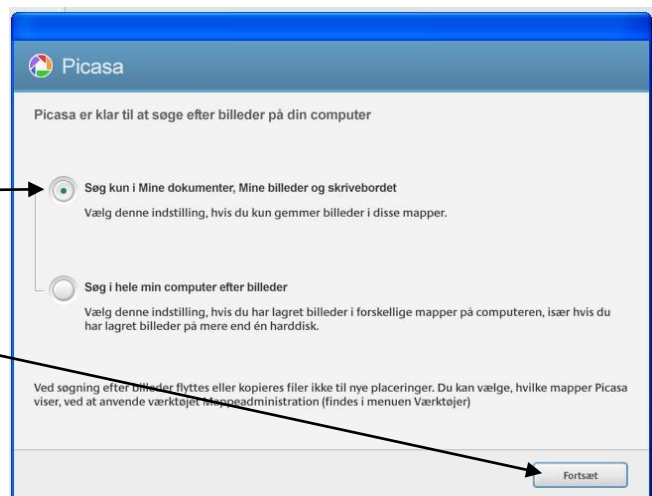 Picasa
Picasa er klar til at søge efter billeder på din computer
Søg kun i Mine dokumenter, Mine billeder og skrivebordet
Vælg denne indstilling, hvis du kun gemmer billeder i disse mapper.
Søg i hele min computer efter billeder
Vælg denne indstilling, hvis du har lagret billeder i forskellige mapper på computeren, især hvis du
har lagret billeder på mere end én harddisk.
Ved søgning efter billeder flyttes eller kopieres filer ikke til nye placeringer. Du kan vælge, hvilke mapper Picasa
viser, ved at anvende værktøjet Mappeadministration (findes i menuen Værktøjer)
Fortsæt